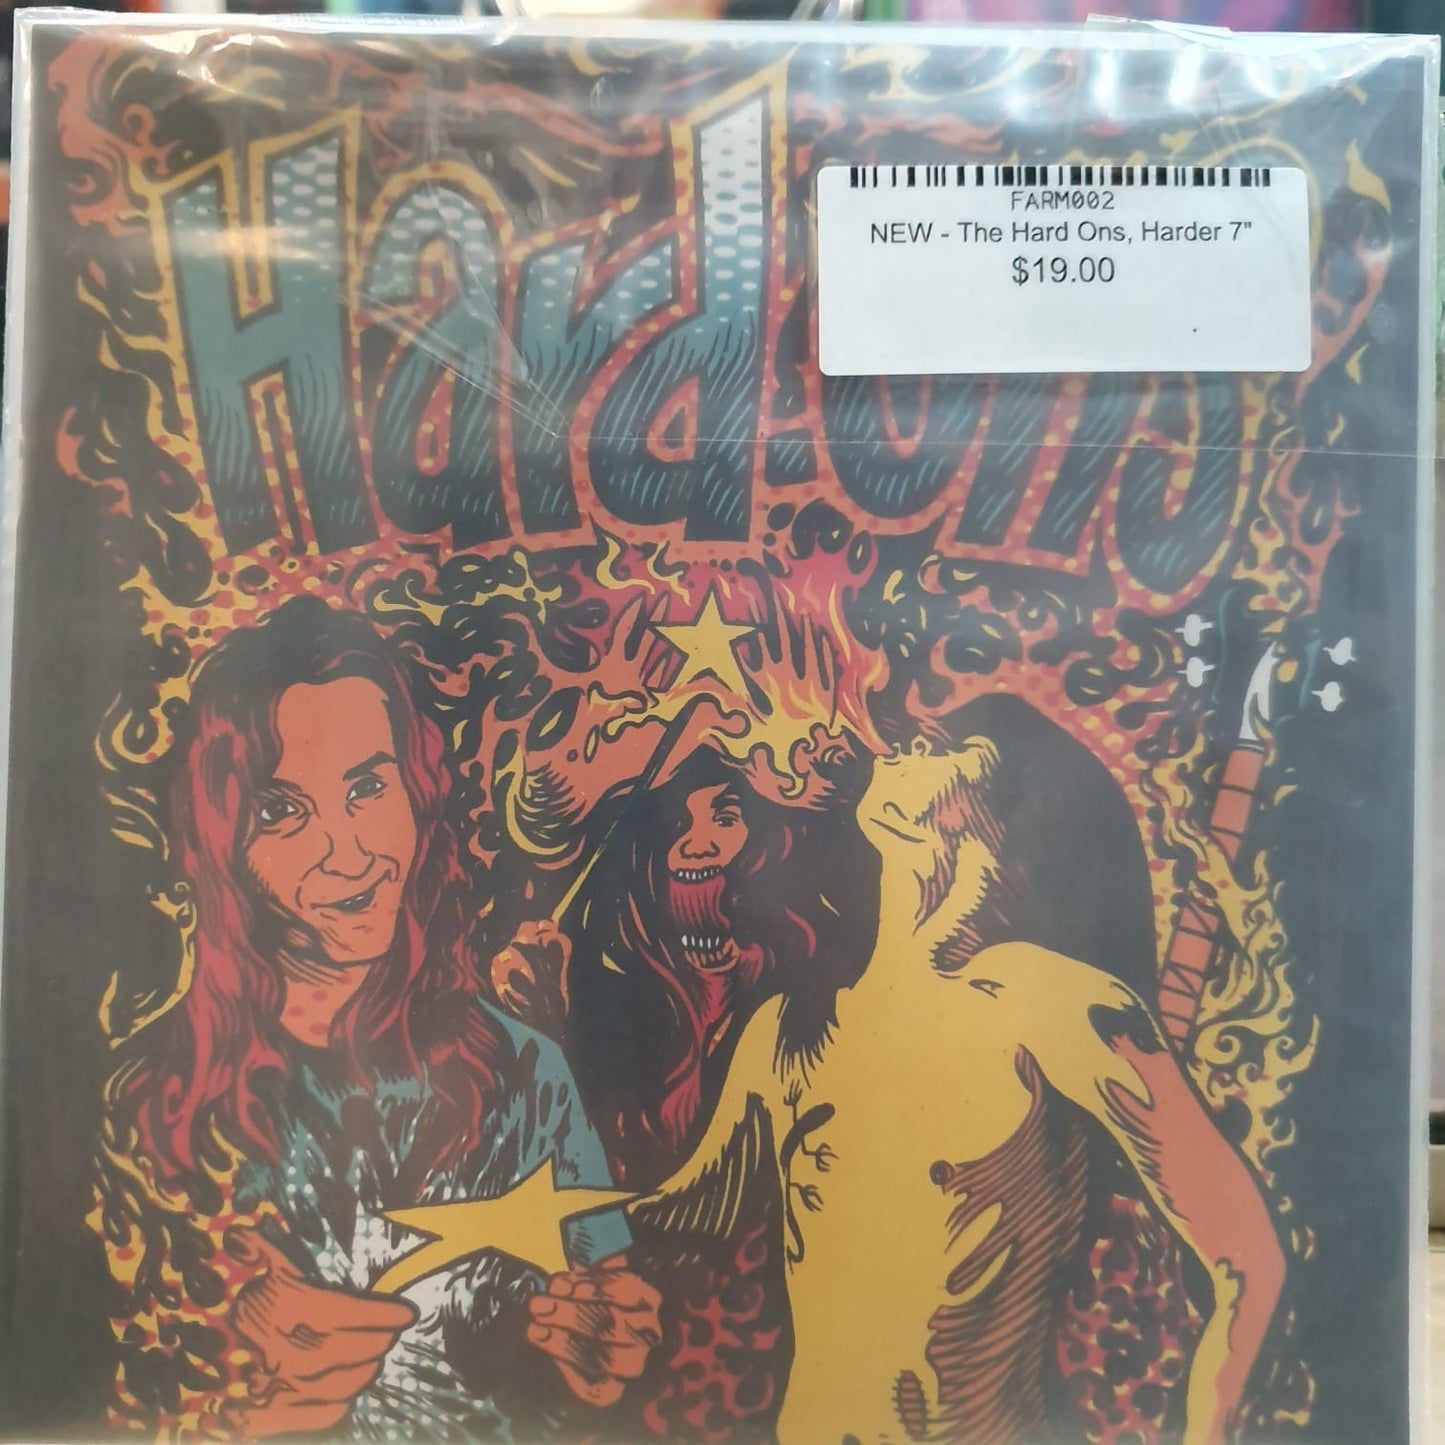 Hard-Ons
FARM002
NEW - The Hard Ons, Harder 7"
$19.00